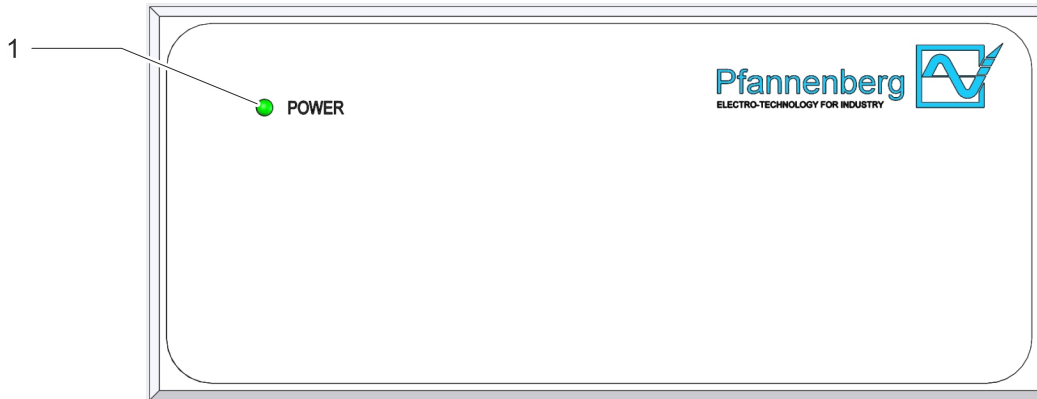 1
POWER
Pfannenberg
ELECTRO-TECHNOLOGY FOR INDUSTRY